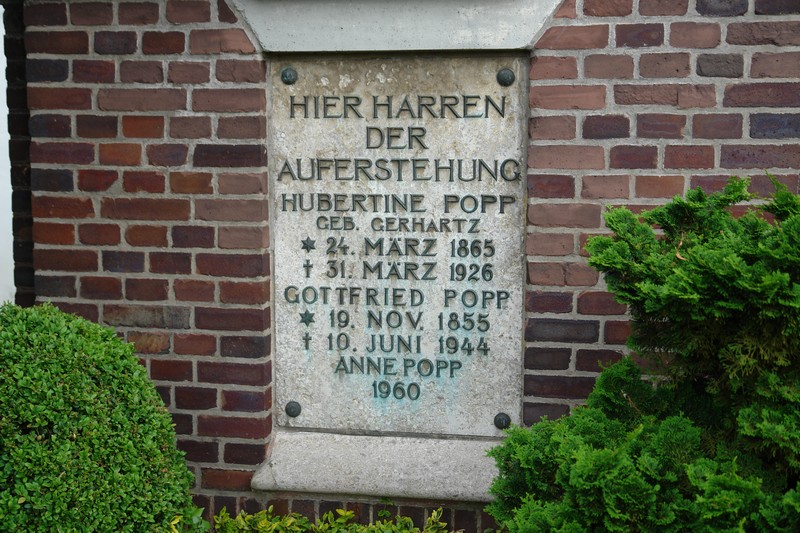 HIER HARREN
DER
AUFERSTEHUNG
HUBERTINE POPP
GEB. GERHARTZ
* 24. MÄRZ 1865
† 31. MÄRZ 1926
GOTTFRIED POPP
* 19. NOV. 1855
† 10. JUNI 1944
ANNE POPP
1960